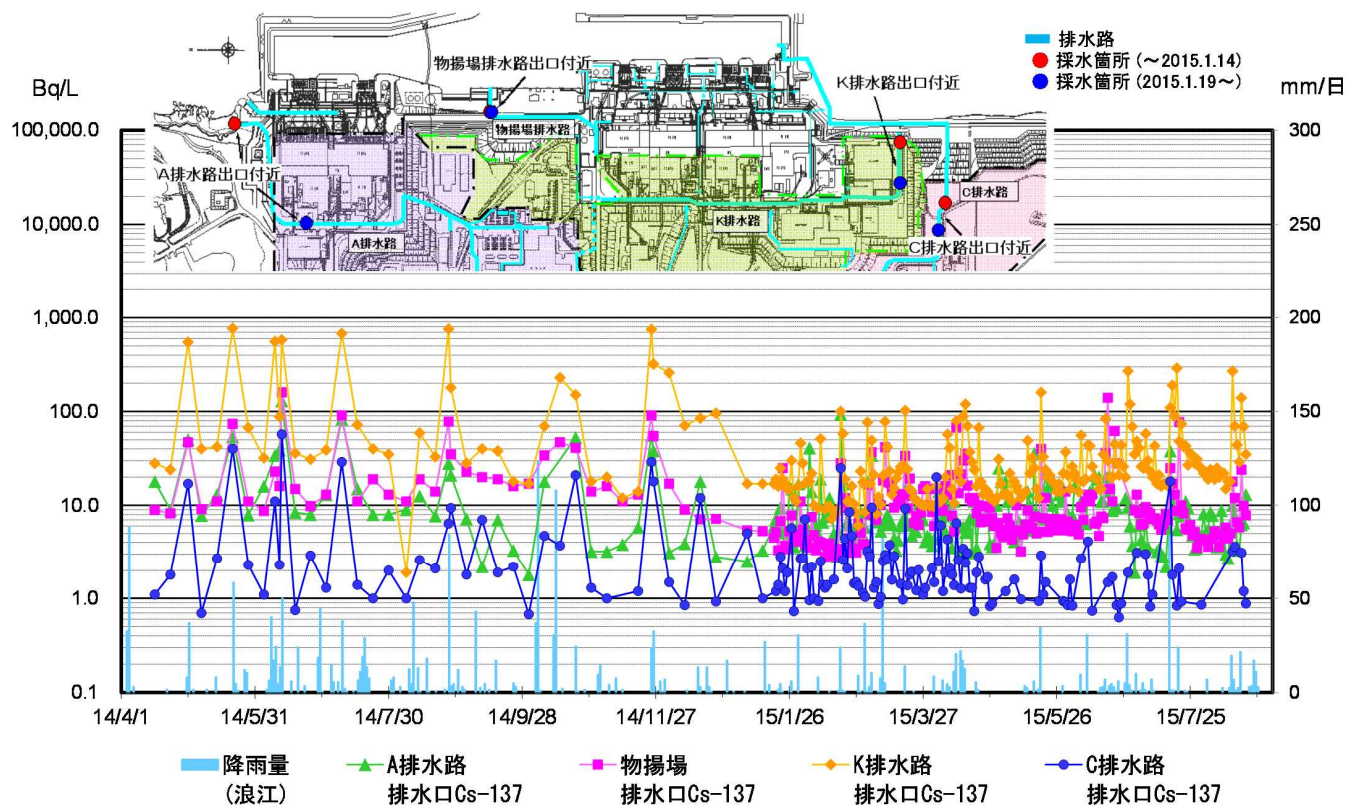 排水路
採水箇所 (～2015.1.14)
採水箇所 (2015.1.19～)
物揚場排水路出口付近
K排水路出口付近
Bq/L
mm/日
物揚場排水路
A排水路出口付近
C排水路
K排水路
A排水路
C排水路出口付近
100,000.0
10,000.0
1,000.0
100.0
10.0
1.0
0.1
300
250
200
150
100
50
0
14/4/1
14/5/31
14/7/30
14/9/28
14/11/27
15/1/26
15/3/27
15/5/26
15/7/25
降雨量
(浪江)
A排水路
排水口Cs-137
物揚場
排水口Cs-137
K排水路
排水口Cs-137
C排水路
排水口Cs-137